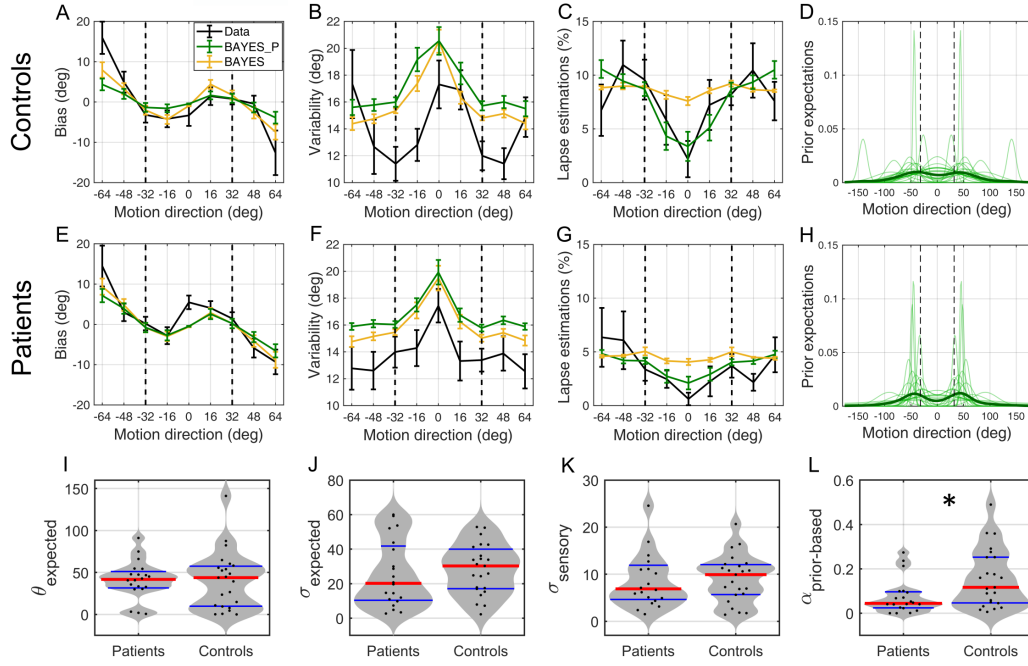 Controls
A
Bias (deg)
20
10
0
-10
-20
-64 -48 -32 -16 0 16 32 48 64
Motion direction (deg)
Data
BAYES_P
BAYES
B
Variability (deg)
22
20
18
16
14
12
10
-64 -48 -32 -16 0 16 32 48 64
Motion direction (deg)
C
Lapse estimations (%)
15
10
5
0
-64 -48 -32 -16 0 16 32 48 64
Motion direction (deg)
D
Prior expectations
0.15
0.1
0.05
0
-150 -100 -50 0 50 100 150
Motion direction (deg)
Patients
E
Bias (deg)
20
10
0
-10
-20
-64 -48 -32 -16 0 16 32 48 64
Motion direction (deg)
F
Variability (deg)
22
20
18
16
14
12
10
-64 -48 -32 -16 0 16 32 48 64
Motion direction (deg)
G
Lapse estimations (%)
15
10
5
0
-64 -48 -32 -16 0 16 32 48 64
Motion direction (deg)
H
Prior expectations
0.15
0.1
0.05
0
-150 -100 -50 0 50 100 150
Motion direction (deg)
I
θ expected
150
100
50
0
Patients Controls
J
σ expected
80
60
40
20
0
Patients Controls
K
σ sensory
30
20
10
0
Patients Controls
L
α prior-based
0.6
0.4
0.2
0
*
Patients Controls